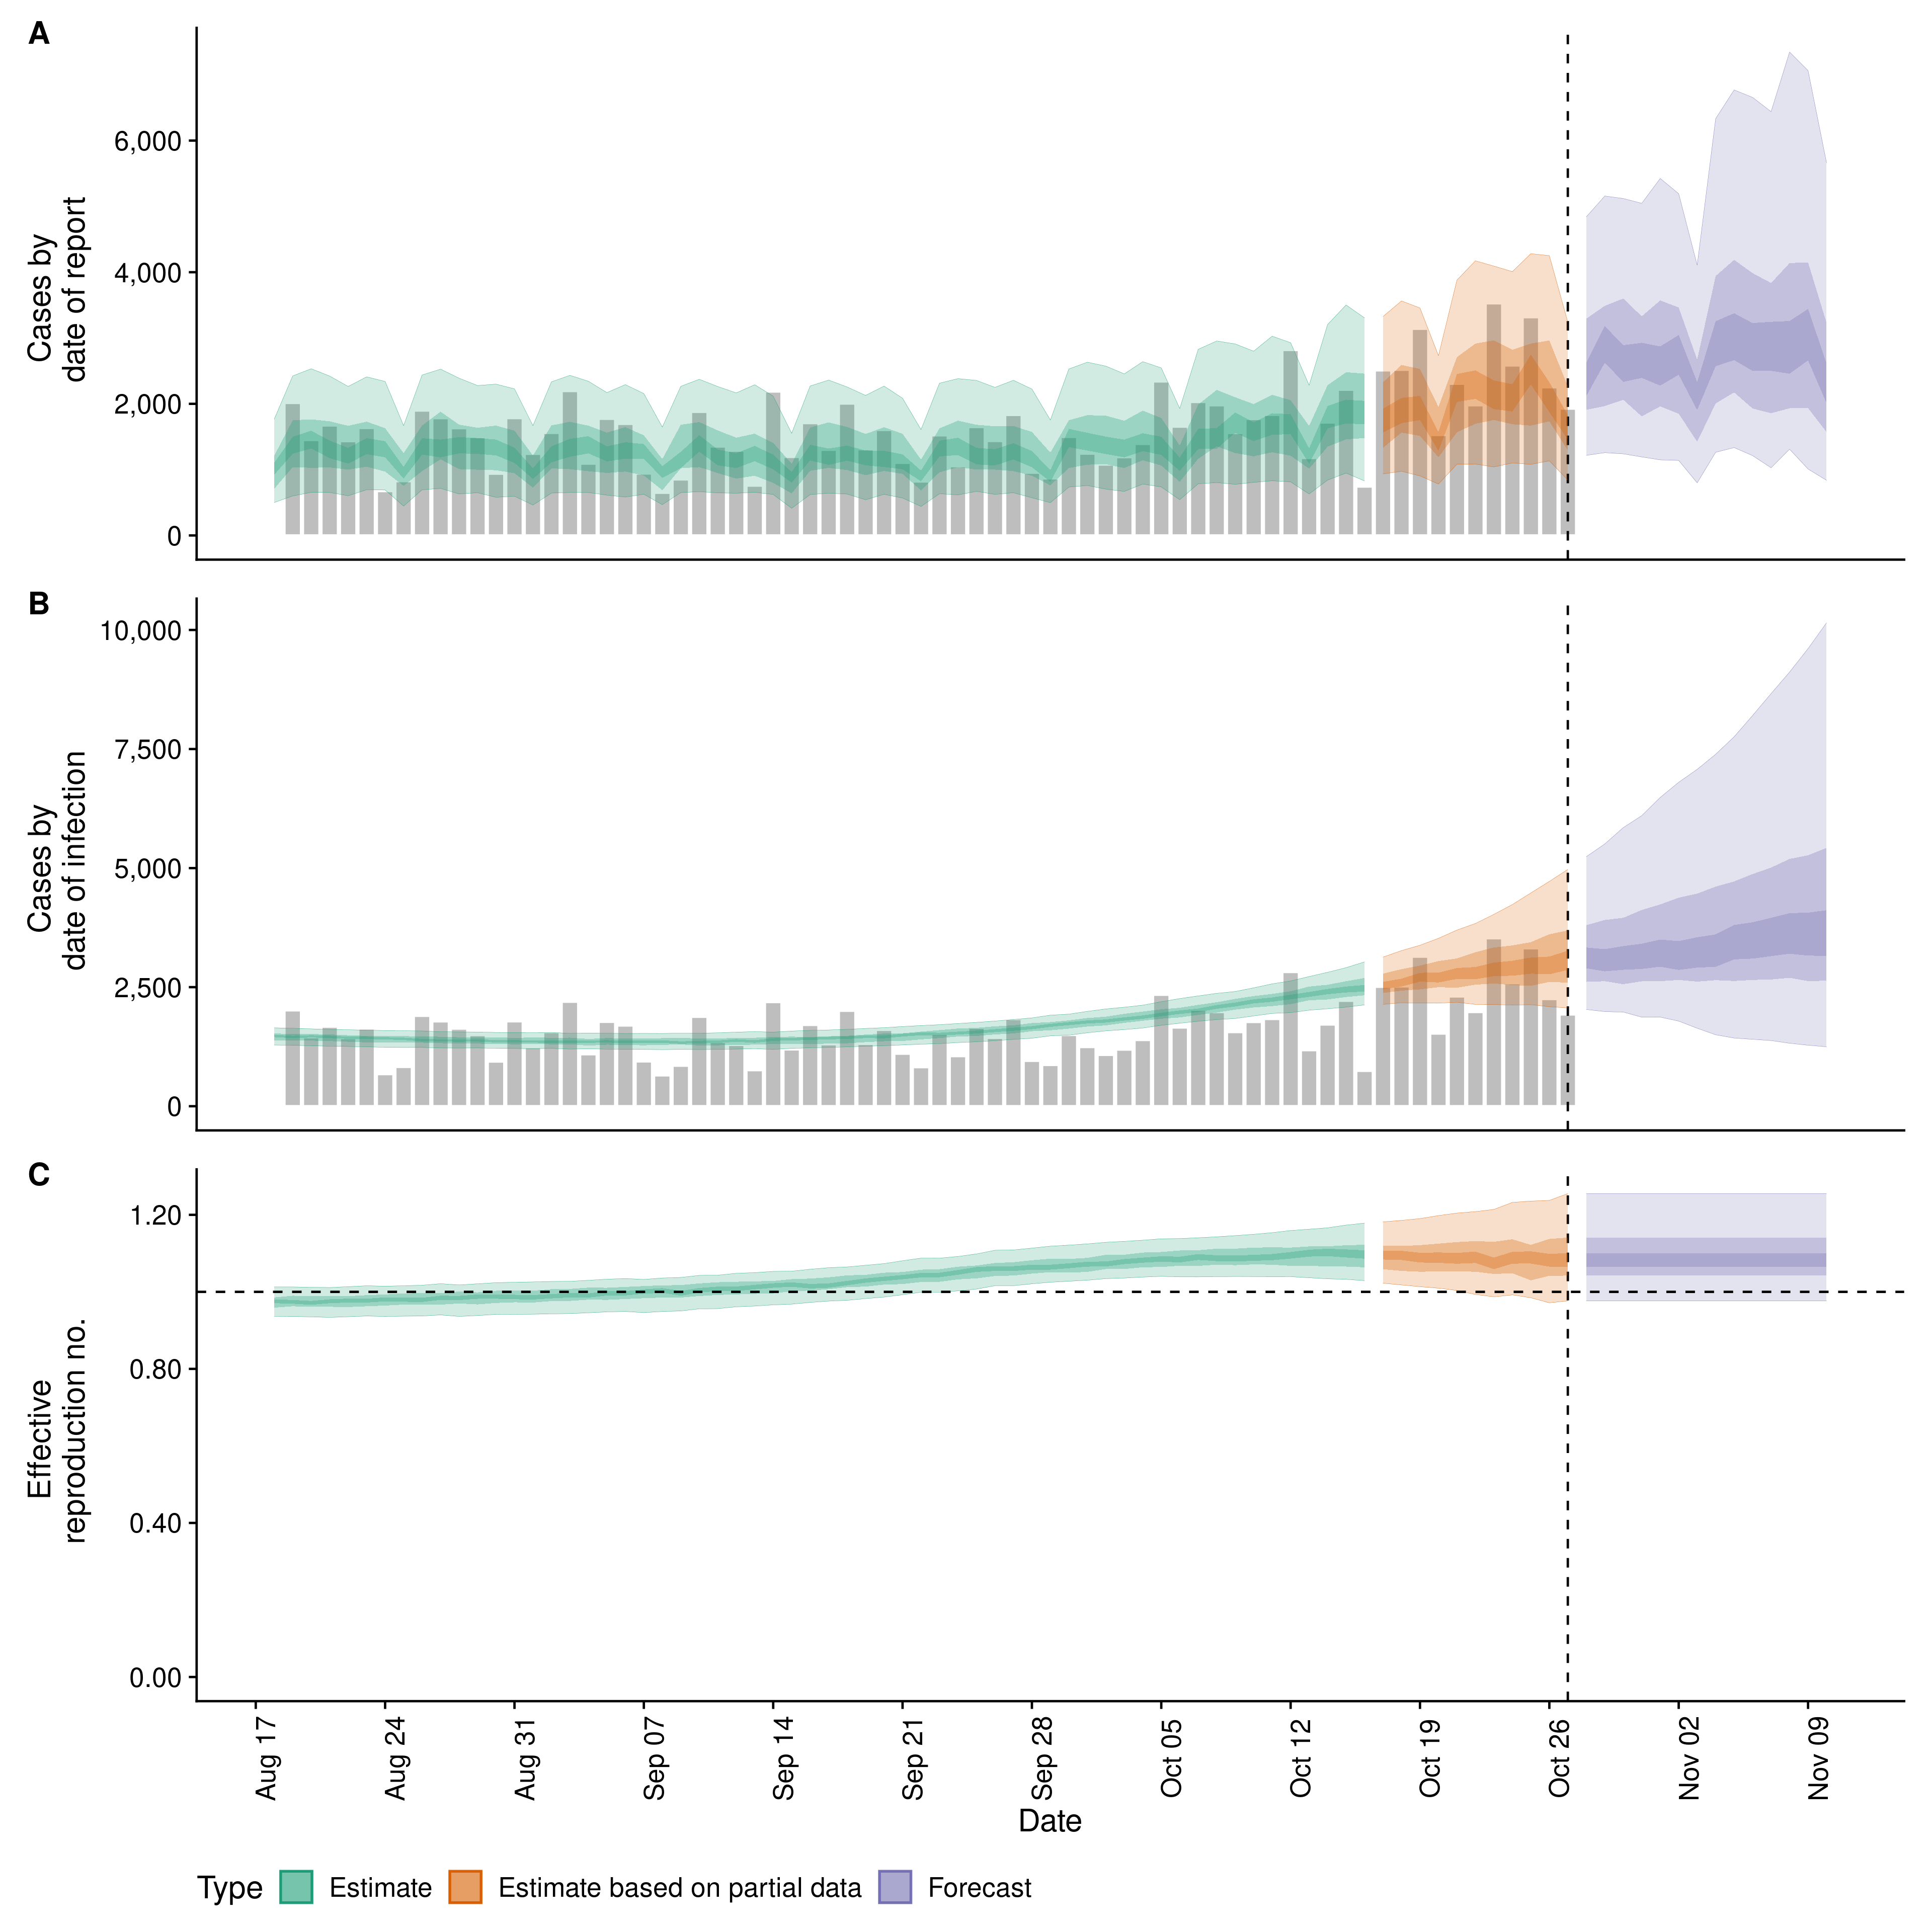 A
Cases by
date of report
6,000
4,000
2,000
0
B
Cases by
date of infection
10,000
7,500
5,000
2,500
0
C
Effective
reproduction no.
1.20
0.80
0.40
0.00
Aug 17
Aug 24
Aug 31
Sep 07
Sep 14
Sep 21
Sep 28
Oct 05
Oct 12
Oct 19
Oct 26
Nov 02
Nov 09
Date
Type Estimate Estimate based on partial data Forecast